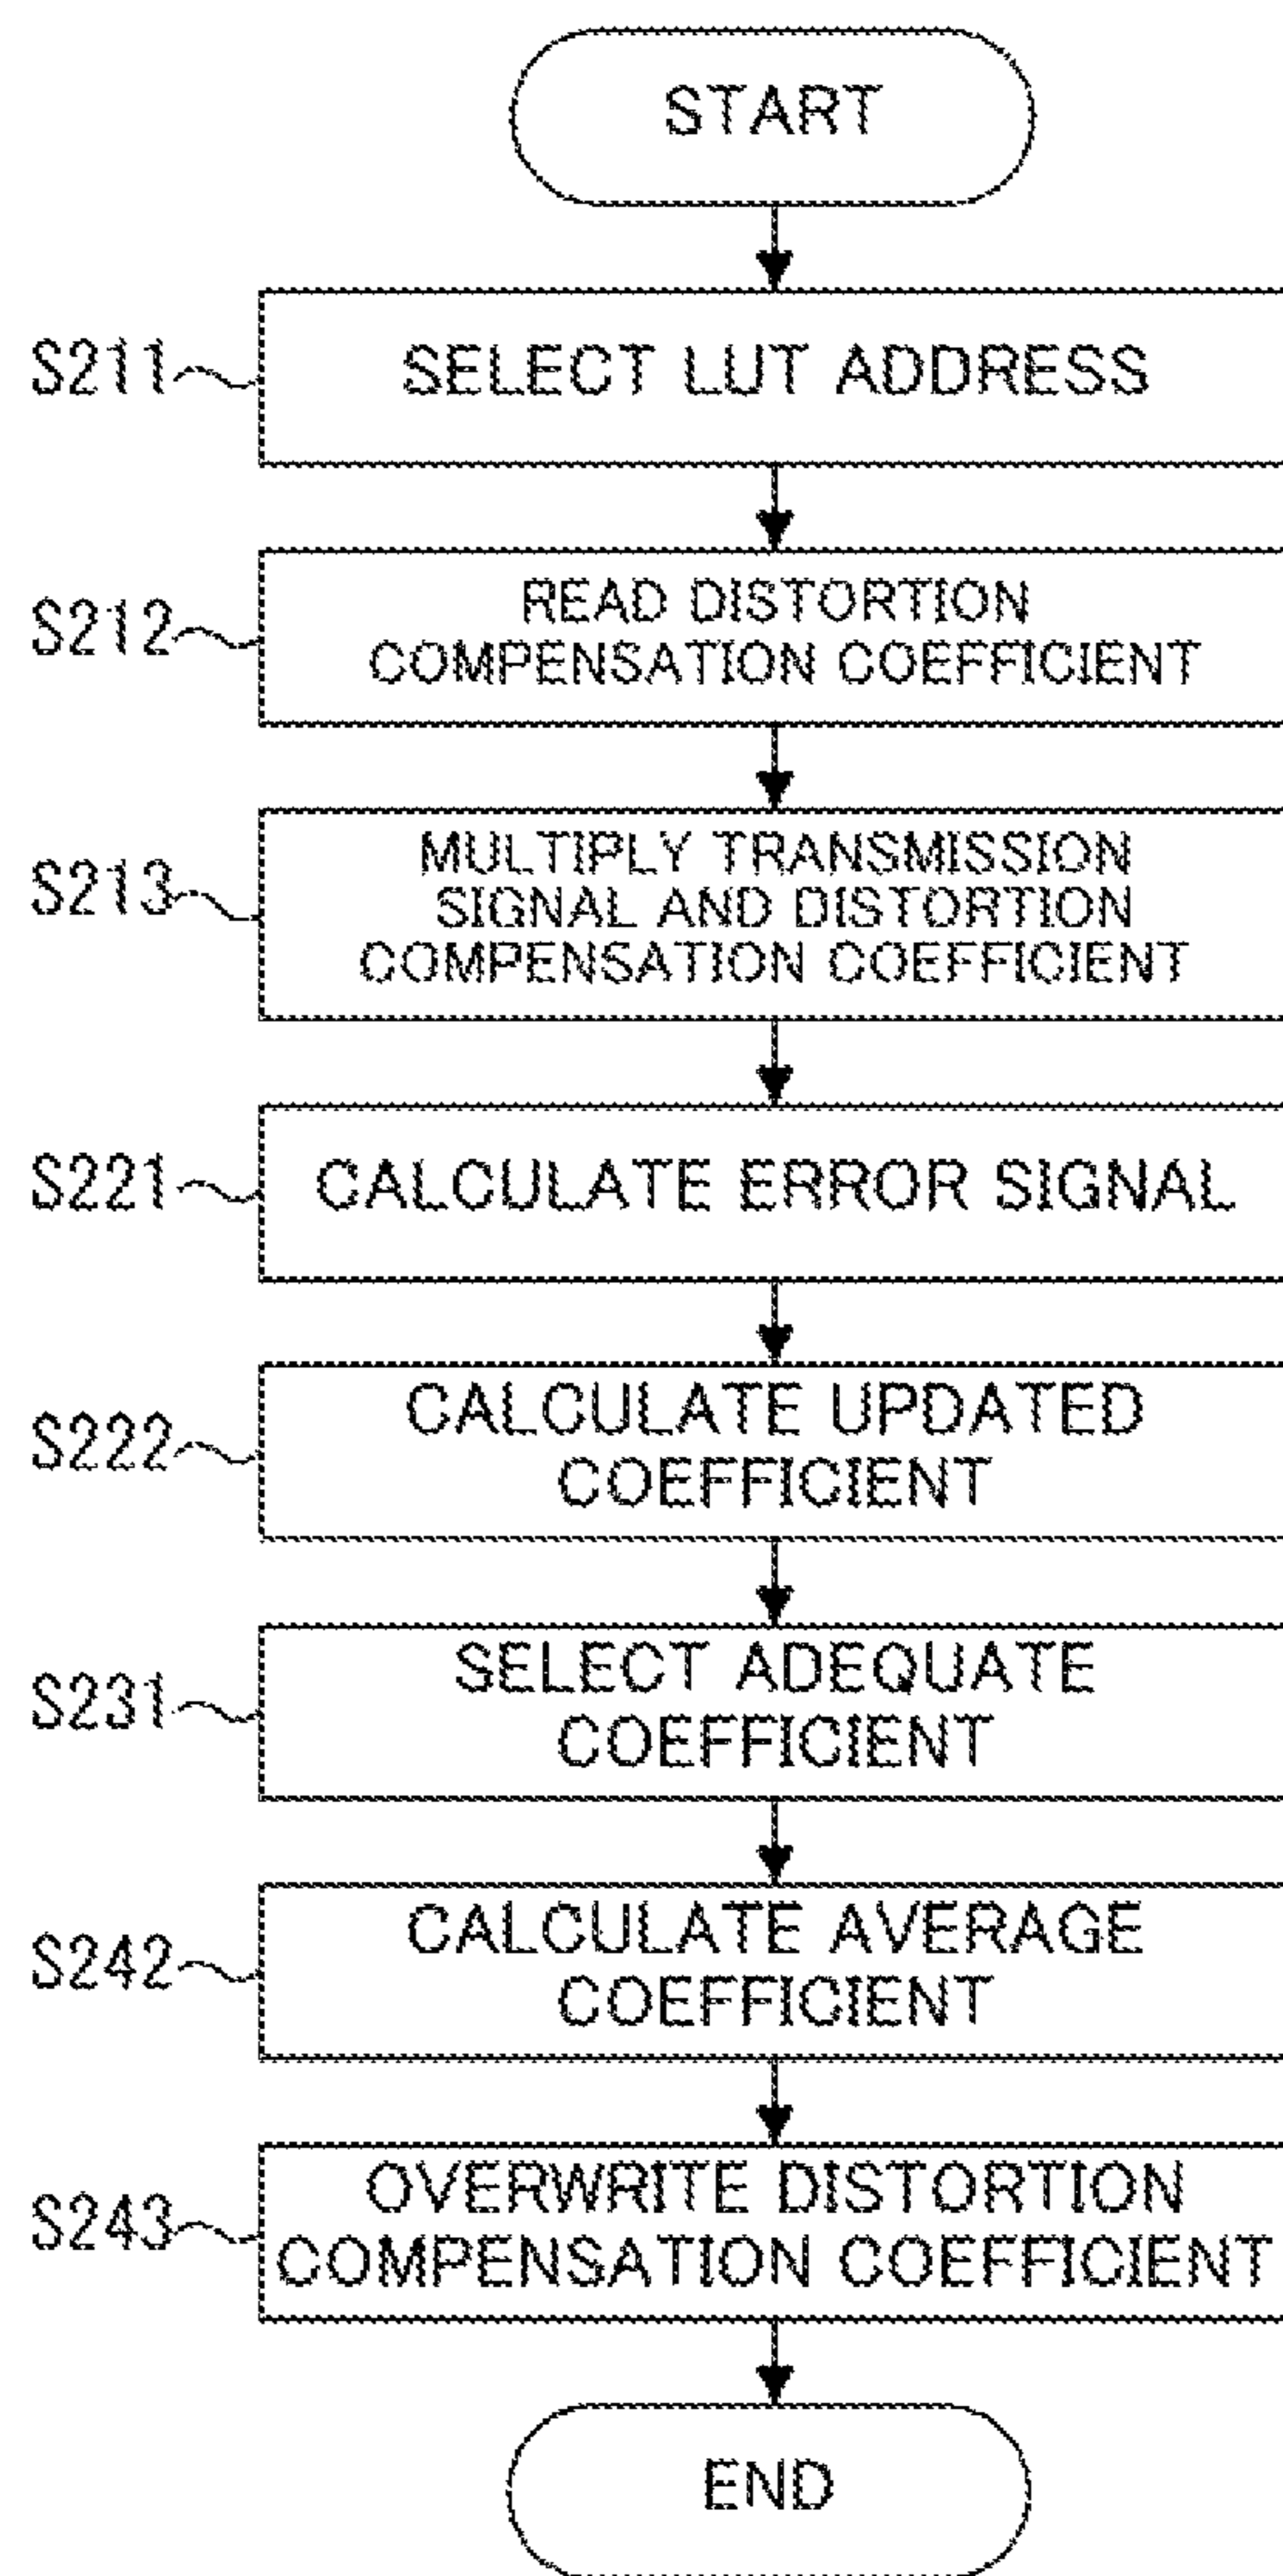 START
S211
SELECT LUT ADDRESS
S212
READ DISTORTION
COMPENSATION COEFFICIENT
S213
MULTIPLY TRANSMISSION
SIGNAL AND DISTORTION
COMPENSATION COEFFICIENT
S221
CALCULATE ERROR SIGNAL
S222
CALCULATE UPDATED
COEFFICIENT
S231
SELECT ADEQUATE
COEFFICIENT
S242
CALCULATE AVERAGE
COEFFICIENT
S243
OVERWRITE DISTORTION
COMPENSATION COEFFICIENT
END